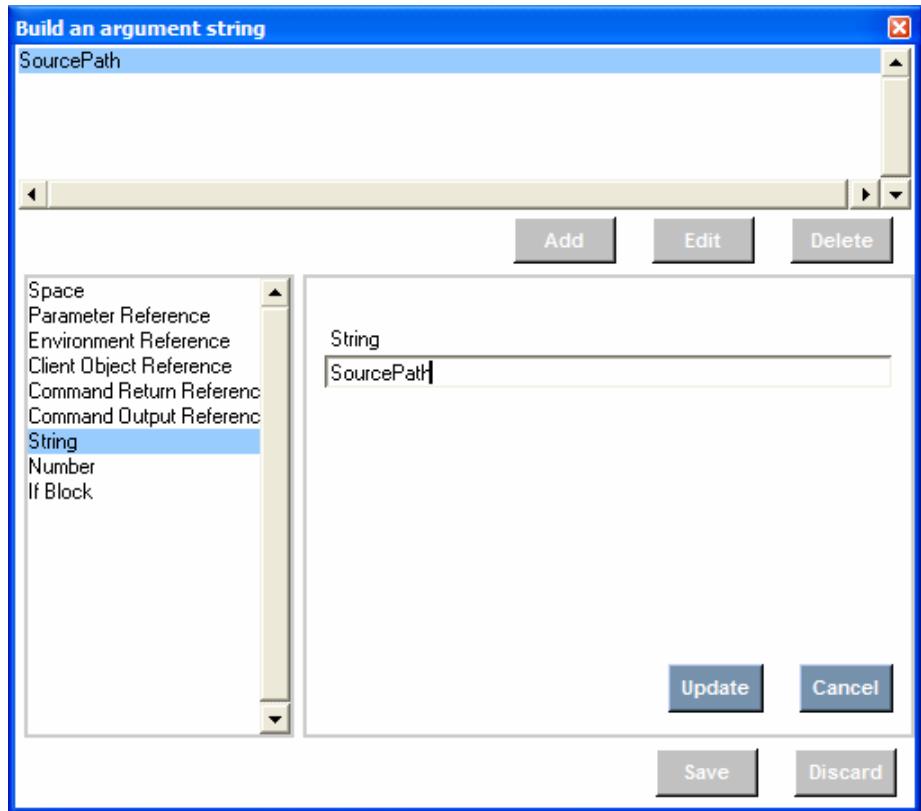 Build an argument string
SourcePath
Add Edit Delete
Space
Parameter Reference
Environment Reference
Client Object Reference
Command Return Referenc
Command Output Referenc
String
Number
If Block
String
SourcePath
Update Cancel
Save Discard